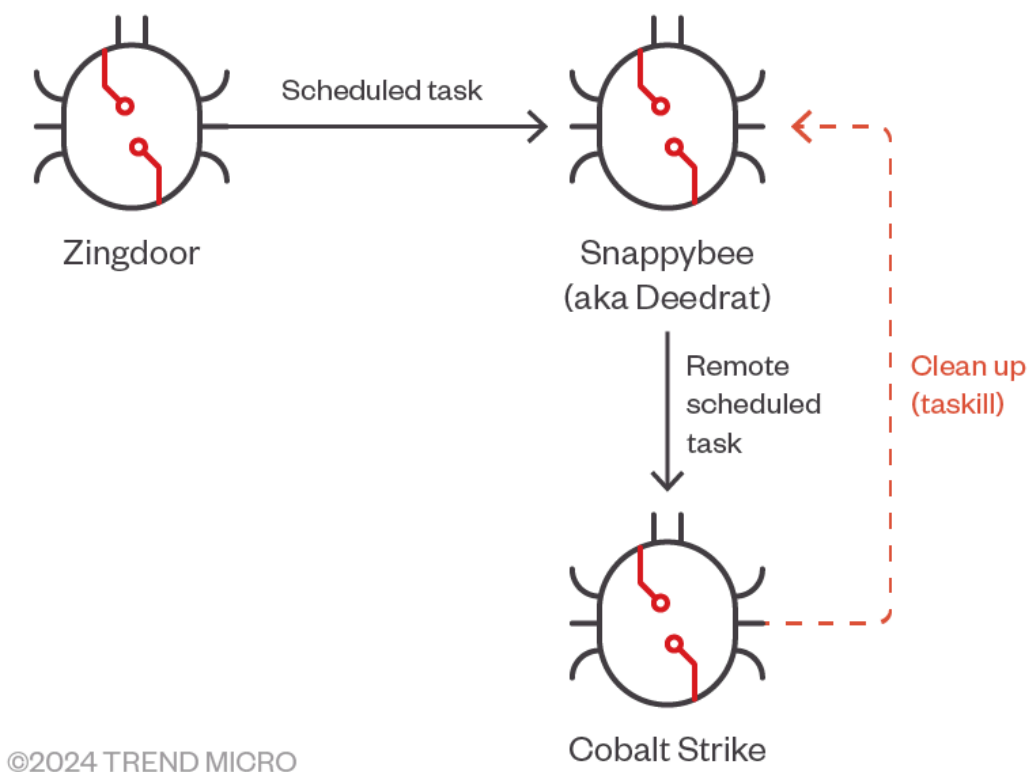 Scheduled task
Zingdoor
Snappybee
(aka Deedrat)
Remote
scheduled
task
Clean up
(taskill)
Cobalt Strike
©2024 TREND MICRO